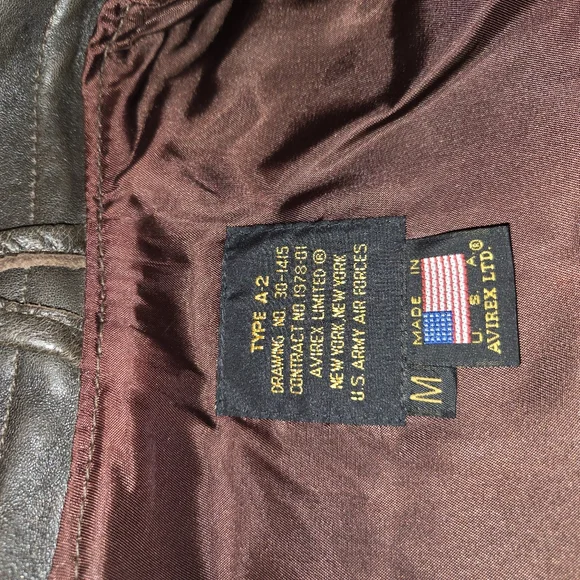 TYPE A-2
DRAWING NO. 30-1415
CONTRACT NO. 1978-01
AVIREX LIMITED ®
NEW YORK, NEW YORK
U.S. ARMY AIR FORCES
MADE IN
U. S. A.
AVIREX LTD.®
M